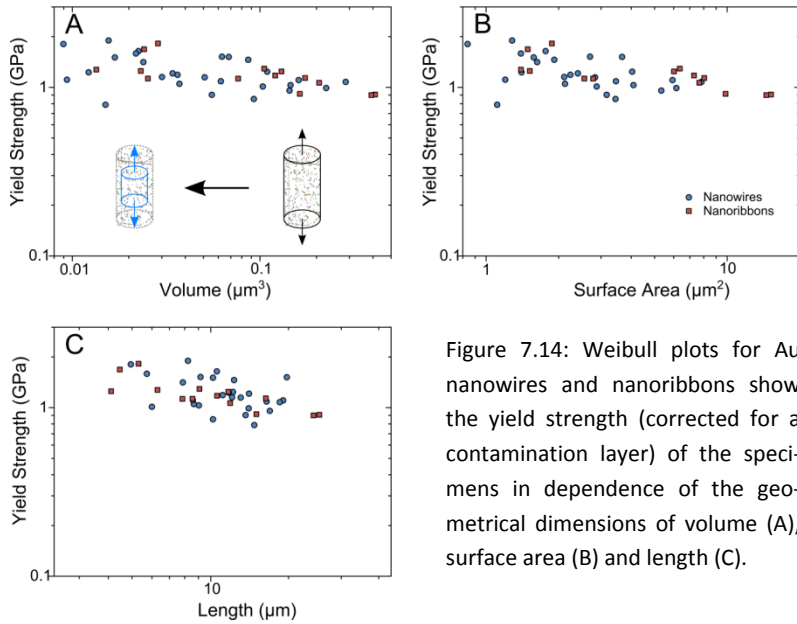 A
Yield Strength (GPa)
1
0.1
0.01
0.1
Volume (µm³)
B
Yield Strength (GPa)
1
0.1
1
10
Surface Area (µm²)
Nanowires
Nanoribbons
C
Yield Strength (GPa)
1
0.1
10
Length (µm)
Figure 7.14: Weibull plots for Au
nanowires and nanoribbons show
the yield strength (corrected for a
contamination layer) of the speci-
mens in dependence of the geo-
metrical dimensions of volume (A),
surface area (B) and length (C).